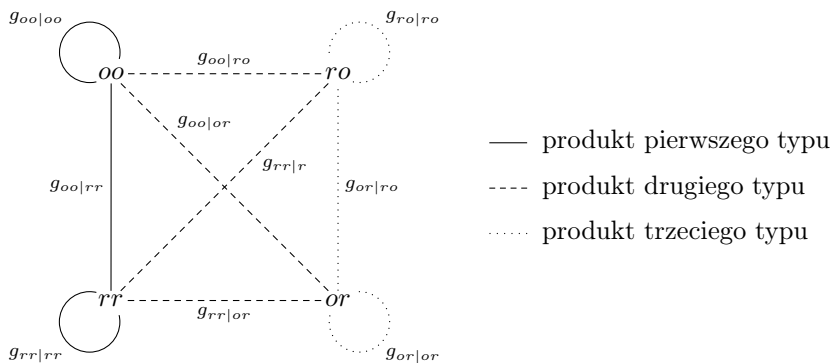 g_{oo|oo}
g_{ro|ro}
oo
g_{oo|ro}
ro
g_{oo|or}
g_{rr|r}
g_{oo|rr}
g_{or|ro}
rr
g_{rr|or}
or
g_{rr|rr}
g_{or|or}
produkt pierwszego typu
produkt drugiego typu
produkt trzeciego typu